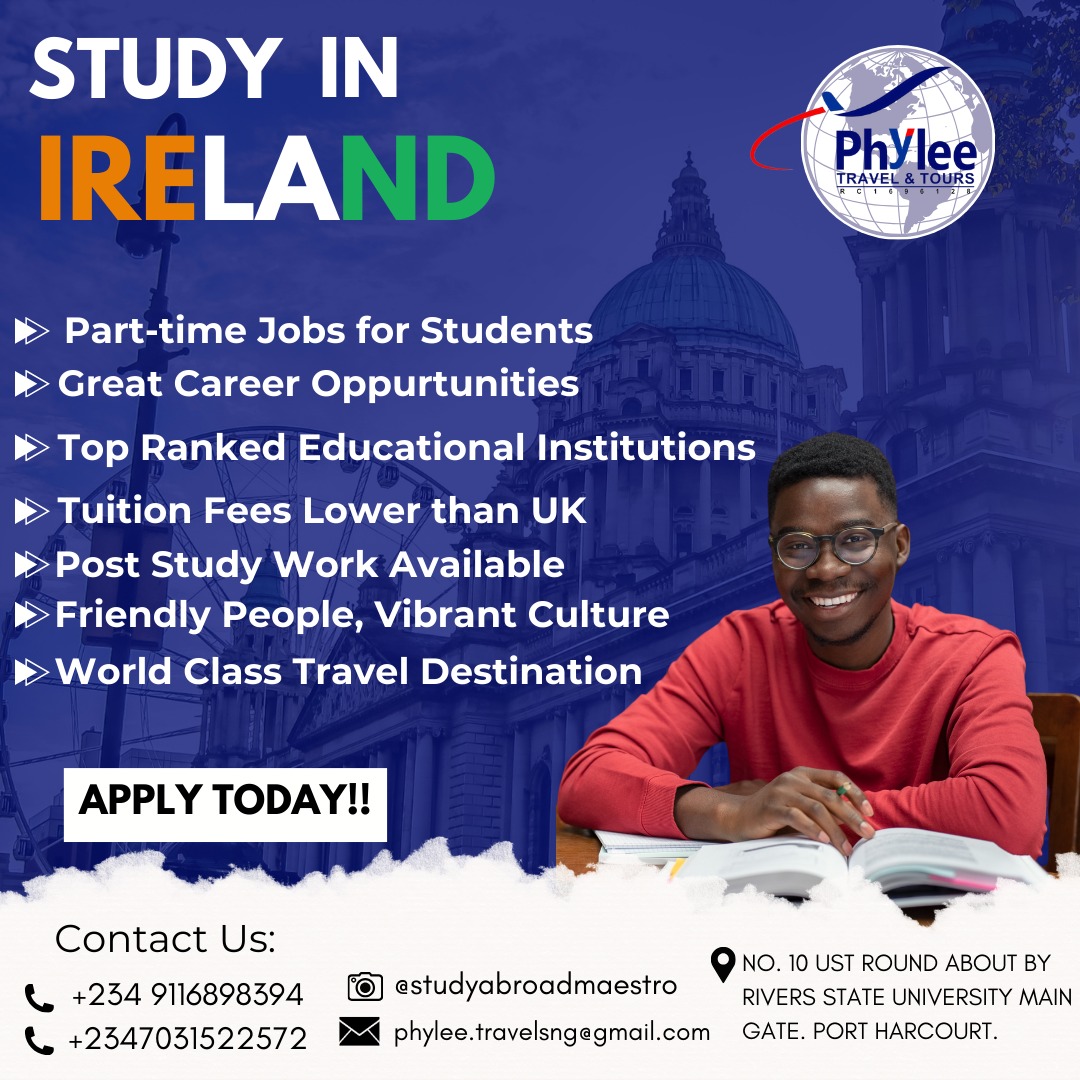 STUDY IN
IRELAND
Phylee
TRAVEL & TOURS
RC1696128
Part-time Jobs for Students
Great Career Oppurtunities
Top Ranked Educational Institutions
Tuition Fees Lower than UK
Post Study Work Available
Friendly People, Vibrant Culture
World Class Travel Destination
APPLY TODAY!!
Contact Us:
+234 9116898394
+2347031522572
@studyabroadmaestro
phylee.travelsng@gmail.com
NO. 10 UST ROUND ABOUT BY
RIVERS STATE UNIVERSITY MAIN
GATE. PORT HARCOURT.